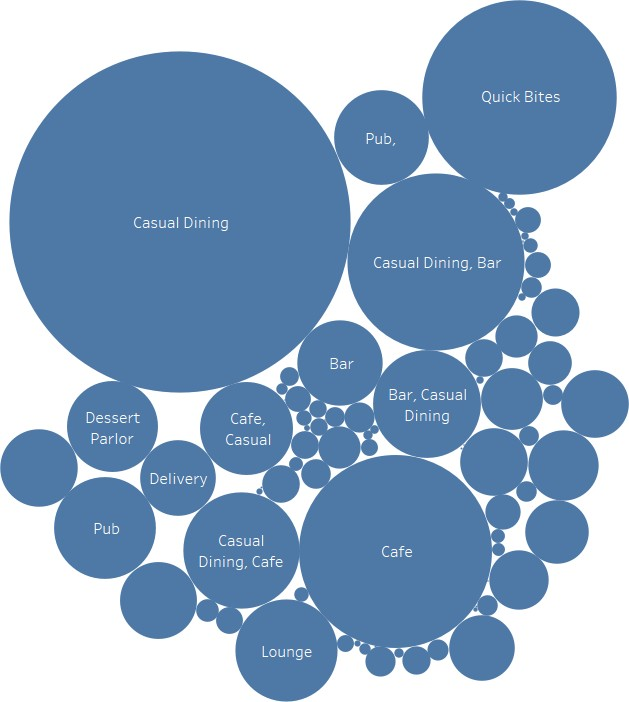 Quick Bites
Pub,
Casual Dining
Casual Dining, Bar
Bar
Bar, Casual
Dining
Dessert
Parlor
Cafe,
Casual
Delivery
Pub
Casual
Dining, Cafe
Cafe
Lounge